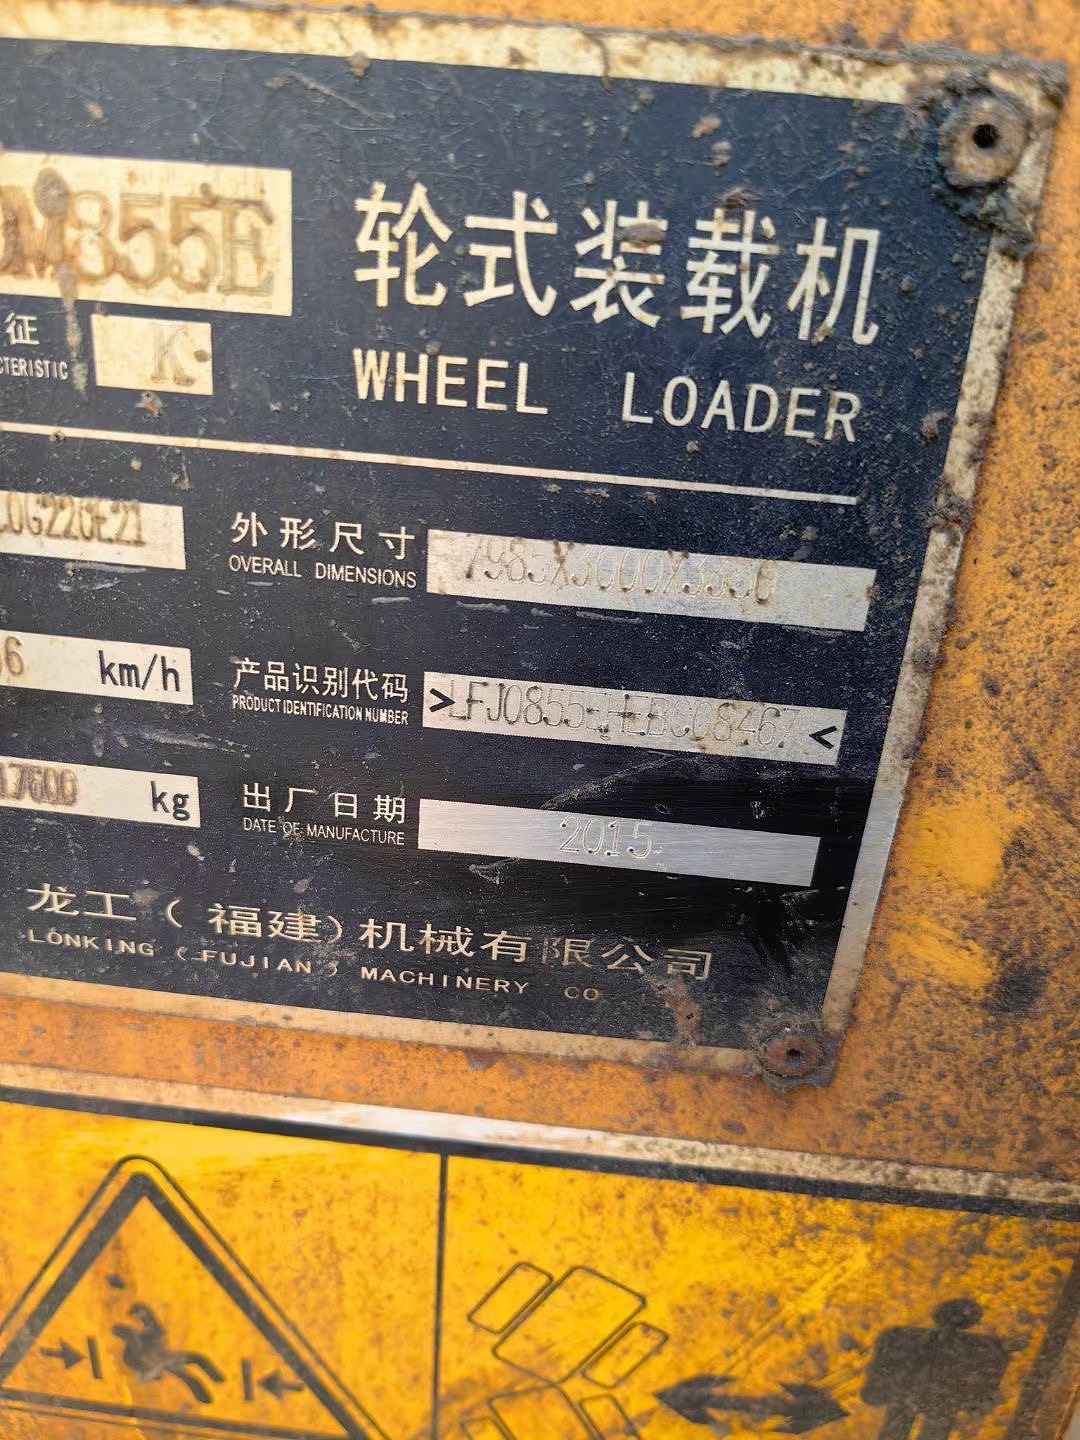 M855E
轮式装载机
征
CTERISTIC
K
WHEEL LOADER
外形尺寸
OVERALL DIMENSIONS
6 km/h
产品识别代码
PRODUCT IDENTIFICATION NUMBER
17600 kg
出厂日期
DATE OF MANUFACTURE
2015
龙工(福建)机械有限公司
LONKING (FUJIAN) MACHINERY CO